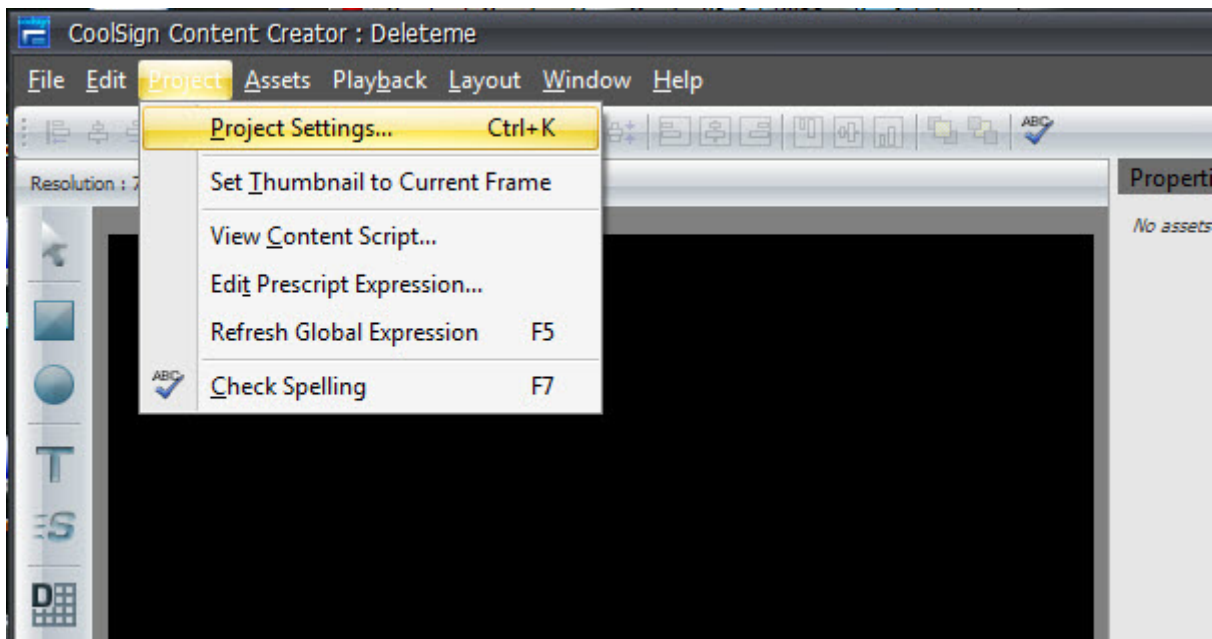 CoolSign Content Creator : Deleteme
File Edit Project Assets Playback Layout Window Help
Project Settings... Ctrl+K
ABC
Resolution : 7
Properti
Set Thumbnail to Current Frame
No assets
View Content Script...
Edit Prescript Expression...
Refresh Global Expression F5
ABC Check Spelling F7
T
S
D